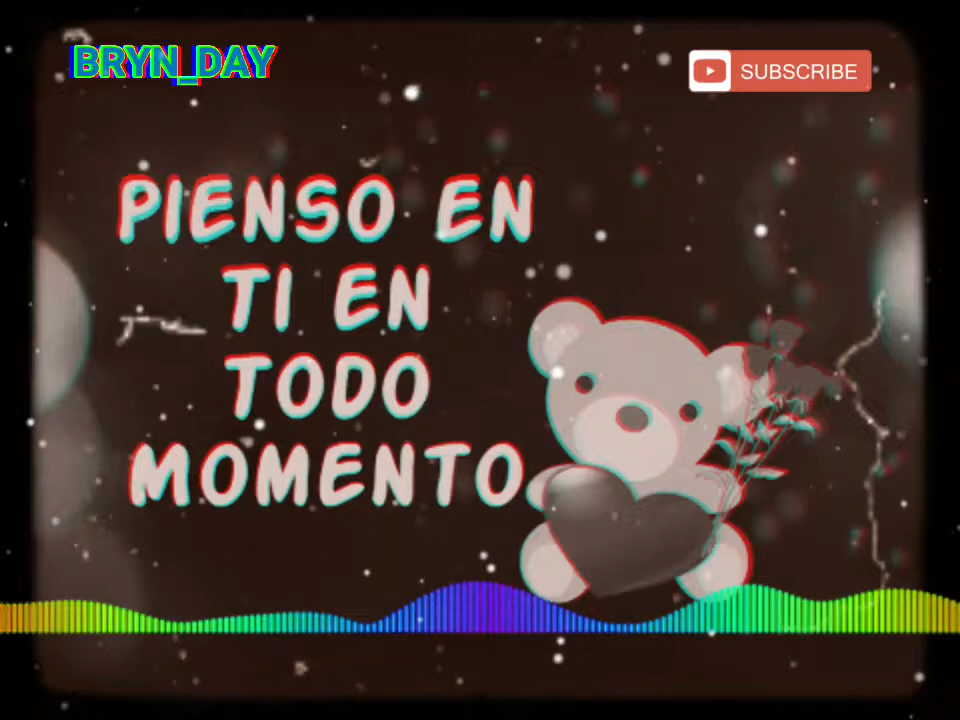 BRYN_DAY
SUBSCRIBE
PIENSO EN
TI EN
TODO
MOMENTO